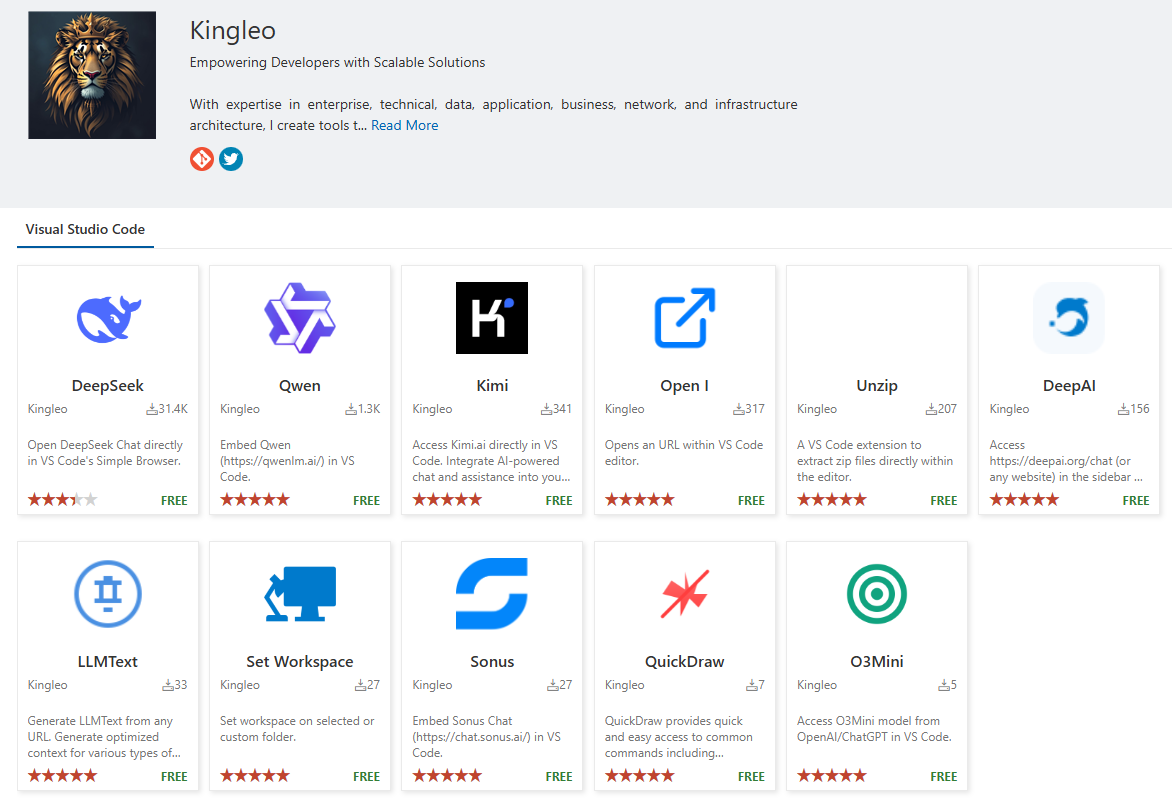 Kingleo
Empowering Developers with Scalable Solutions
With expertise in enterprise, technical, data, application, business, network, and infrastructure
architecture, I create tools t... Read More
Visual Studio Code
DeepSeek
Kingleo 31.4K
Open DeepSeek Chat directly
in VS Code's Simple Browser.
FREE
Qwen
Kingleo 1.3K
Embed Qwen
(https://qwenlm.ai/) in VS
Code.
FREE
Kimi
Kingleo 341
Access Kimi.ai directly in VS
Code. Integrate AI-powered
chat and assistance into you...
FREE
Open I
Kingleo 317
Opens an URL within VS Code
editor.
FREE
Unzip
Kingleo 207
A VS Code extension to
extract zip files directly within
the editor.
FREE
DeepAI
Kingleo 156
Access
https://deepai.org/chat (or
any website) in the sidebar ...
FREE
LLMText
Kingleo 33
Generate LLMText from any
URL. Generate optimized
context for various types of...
FREE
Set Workspace
Kingleo 27
Set workspace on selected or
custom folder.
FREE
Sonus
Kingleo 27
Embed Sonus Chat
(https://chat.sonus.ai/) in VS
Code.
FREE
QuickDraw
Kingleo 7
QuickDraw provides quick
and easy access to common
commands including...
FREE
O3Mini
Kingleo 5
Access O3Mini model from
OpenAI/ChatGPT in VS Code.
FREE